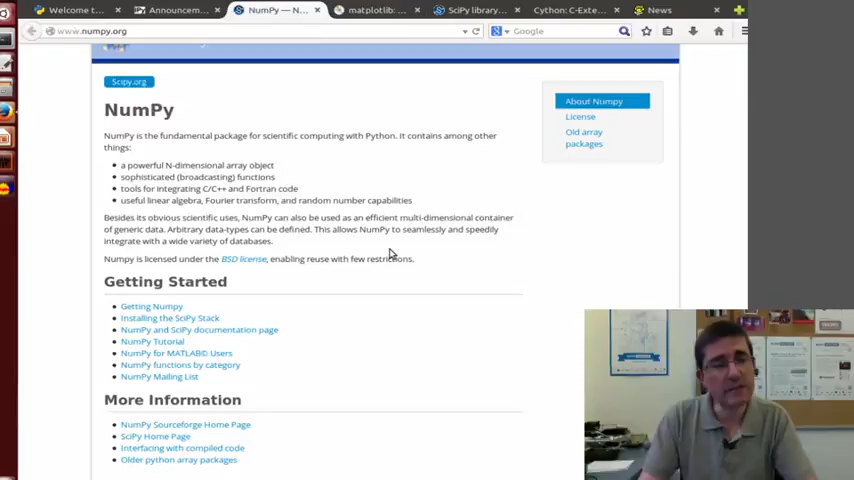 Welcome t...
Announcem...
NumPy — N...
matplotlib: ...
SciPy library...
Cython: C-Exte...
News
www.numpy.org
Google
Scipy.org
NumPy
NumPy is the fundamental package for scientific computing with Python. It contains among other
things:
a powerful N-dimensional array object
sophisticated (broadcasting) functions
tools for integrating C/C++ and Fortran code
useful linear algebra, Fourier transform, and random number capabilities
Besides its obvious scientific uses, NumPy can also be used as an efficient multi-dimensional container
of generic data. Arbitrary data-types can be defined. This allows NumPy to seamlessly and speedily
integrate with a wide variety of databases.
Numpy is licensed under the BSD license, enabling reuse with few restrictions.
Getting Started
Getting Numpy
Installing the SciPy Stack
NumPy and SciPy documentation page
NumPy Tutorial
NumPy for MATLAB© Users
NumPy functions by category
NumPy Mailing List
More Information
NumPy Sourceforge Home Page
SciPy Home Page
Interfacing with compiled code
Older python array packages
About Numpy
License
Old array
packages